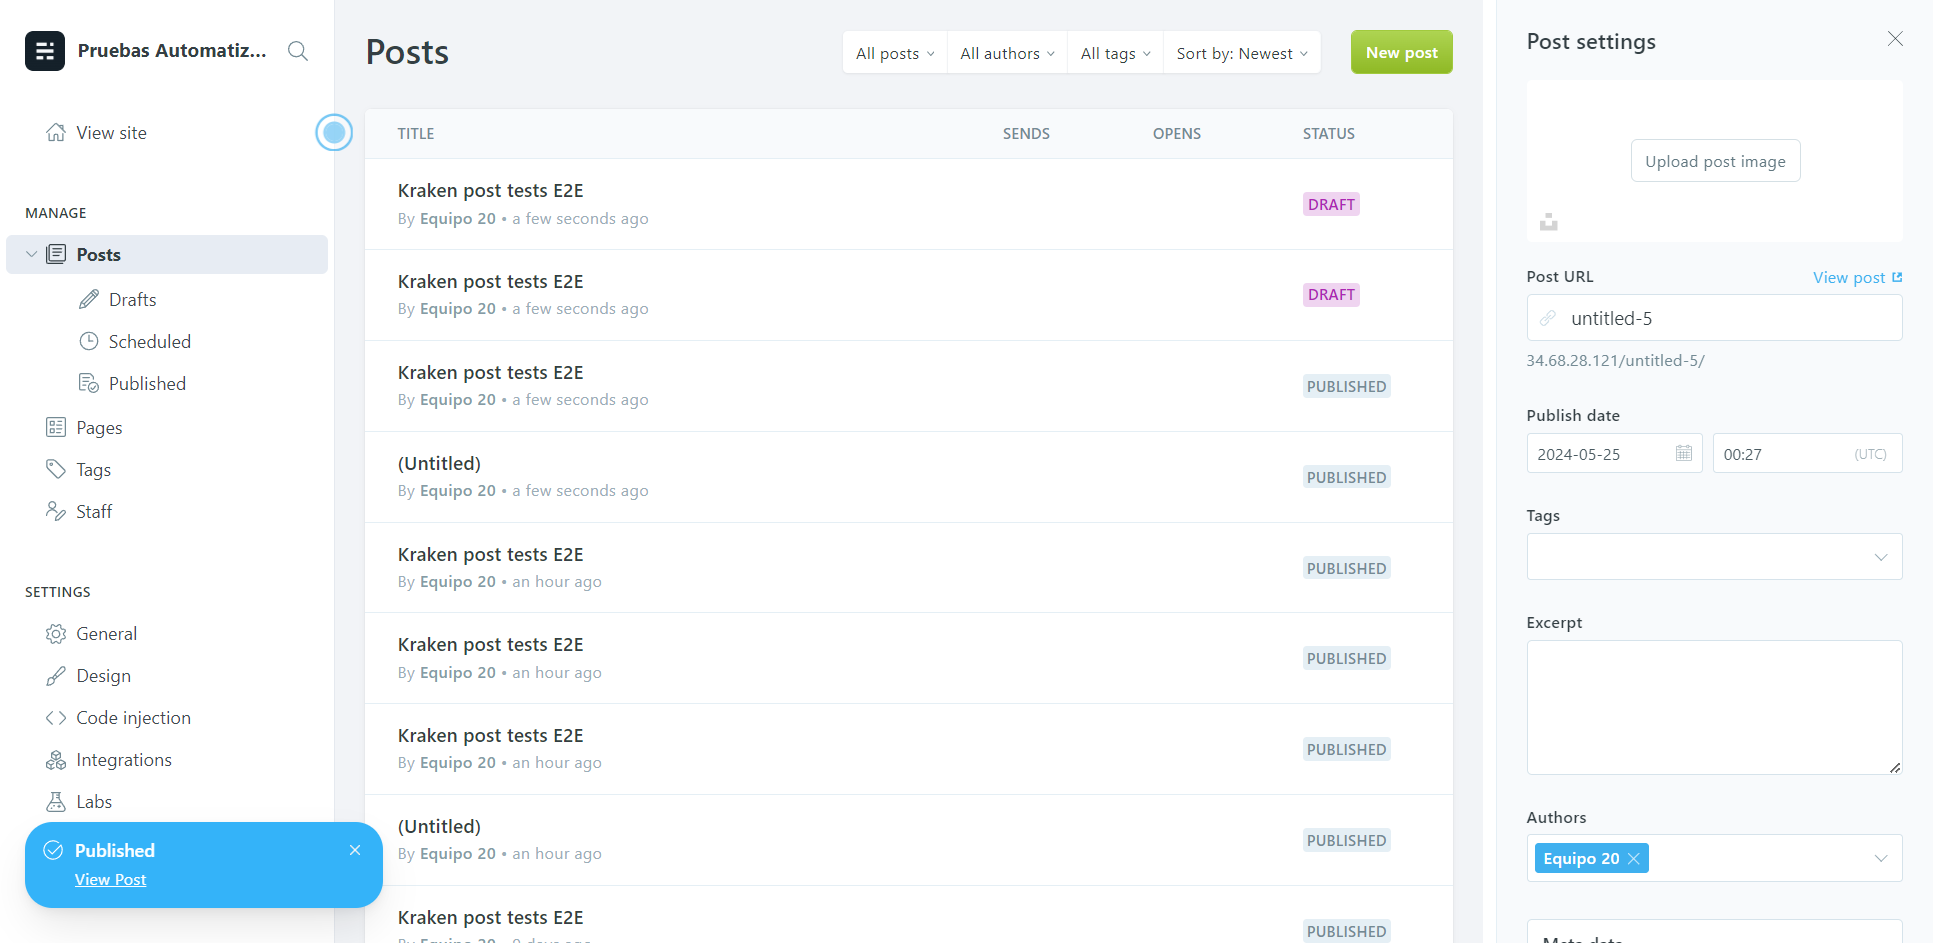 Pruebas Automatiz...
View site
MANAGE
Posts
Drafts
Scheduled
Published
Pages
Tags
Staff
SETTINGS
General
Design
Code injection
Integrations
Labs
Published
View Post
Posts
All posts
All authors
All tags
Sort by: Newest
New post
TITLE SENDS OPENS STATUS
Kraken post tests E2E
By Equipo 20 • a few seconds ago
DRAFT
Kraken post tests E2E
By Equipo 20 • a few seconds ago
DRAFT
Kraken post tests E2E
By Equipo 20 • a few seconds ago
PUBLISHED
(Untitled)
By Equipo 20 • a few seconds ago
PUBLISHED
Kraken post tests E2E
By Equipo 20 • an hour ago
PUBLISHED
Kraken post tests E2E
By Equipo 20 • an hour ago
PUBLISHED
Kraken post tests E2E
By Equipo 20 • an hour ago
PUBLISHED
(Untitled)
By Equipo 20 • an hour ago
PUBLISHED
Kraken post tests E2E
By Equipo 20
PUBLISHED
Post settings
Upload post image
Post URL
View post
untitled-5
34.68.28.121/untitled-5/
Publish date
2024-05-25
00:27 (UTC)
Tags
Excerpt
Authors
Equipo 20
Meta data